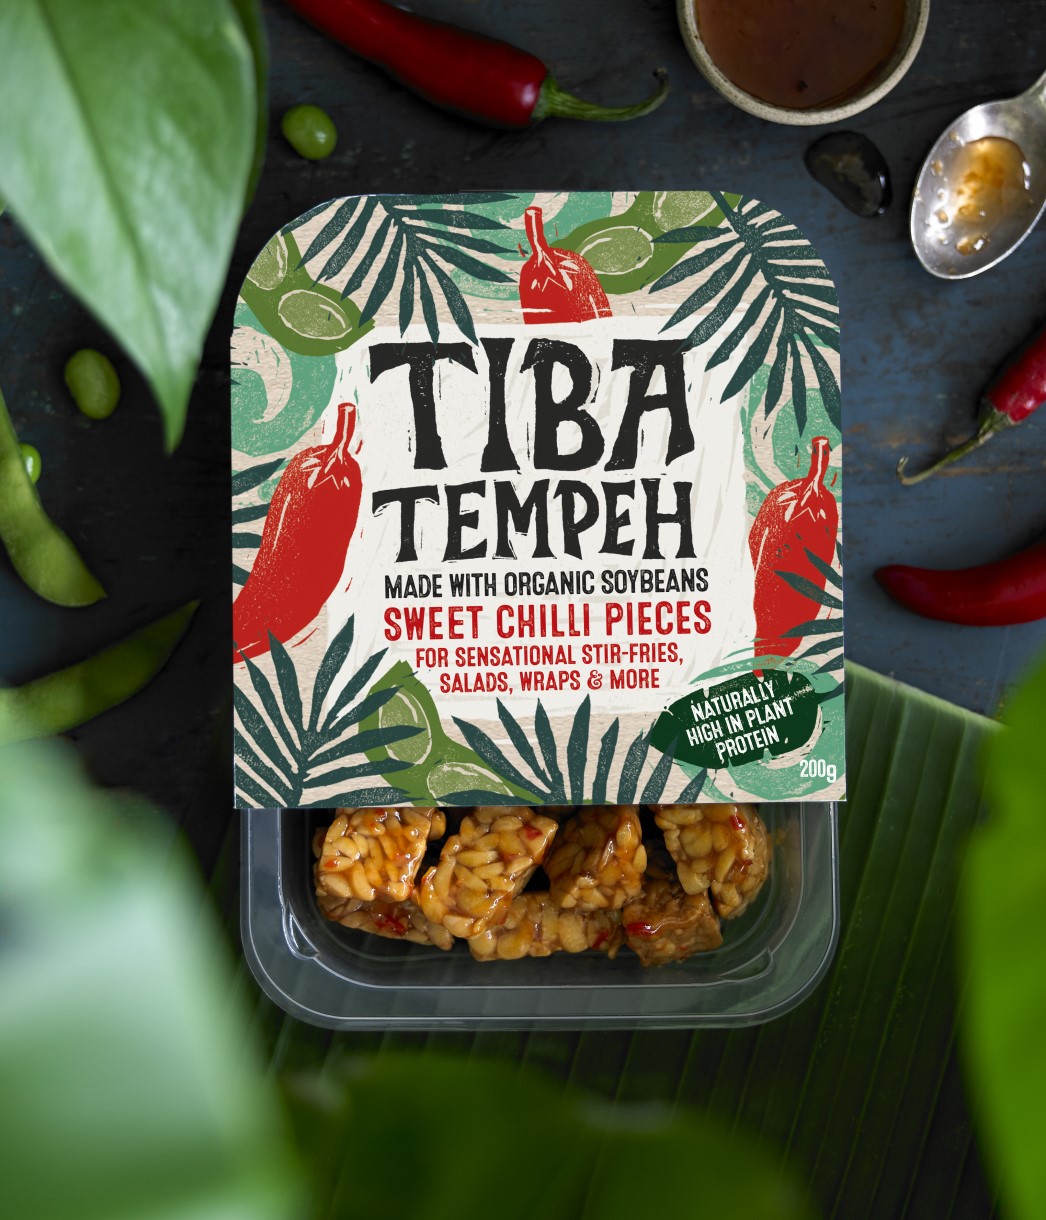 TIBA
TEMPEH
MADE WITH ORGANIC SOYBEANS
SWEET CHILLI PIECES
FOR SENSATIONAL STIR-FRIES,
SALADS, WRAPS & MORE
NATURALLY
HIGH IN PLANT
PROTEIN
200g